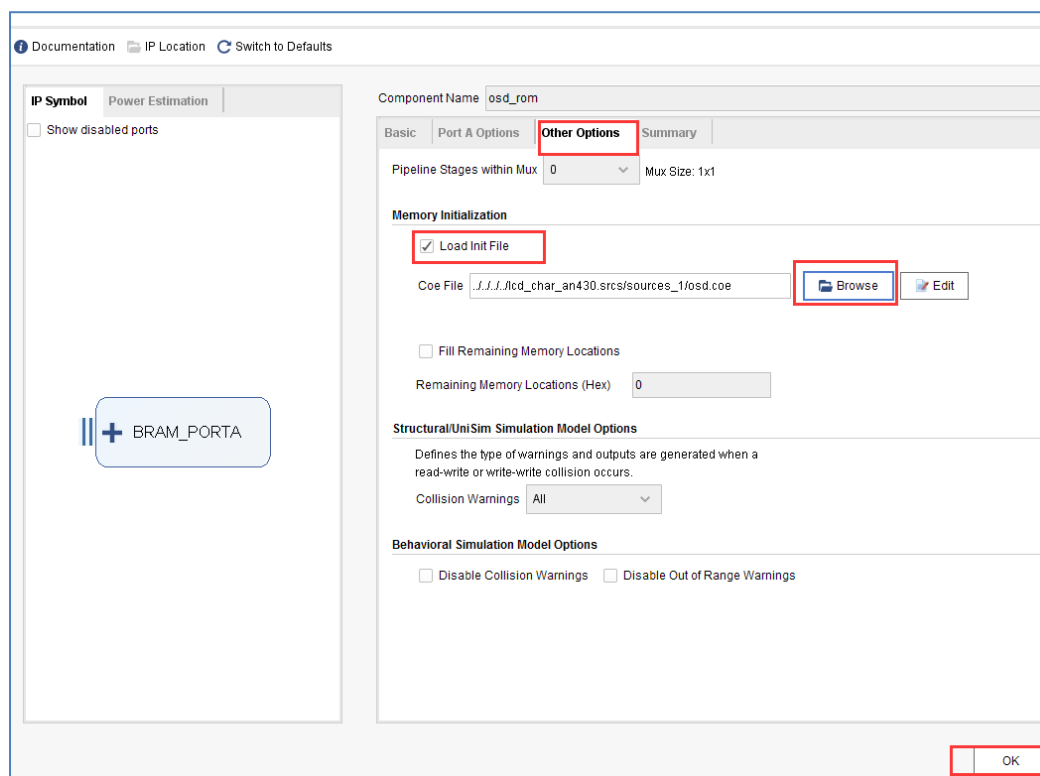 Documentation IP Location Switch to Defaults
IP Symbol Power Estimation
Show disabled ports
BRAM_PORTA
Component Name osd_rom
Basic Port A Options Other Options Summary
Pipeline Stages within Mux 0 Mux Size: 1x1
Memory Initialization
Load Init File
Coe File ../../../../lcd_char_an430.srcs/sources_1/osd.coe Browse Edit
Fill Remaining Memory Locations
Remaining Memory Locations (Hex) 0
Structural/UniSim Simulation Model Options
Defines the type of warnings and outputs are generated when a
read-write or write-write collision occurs.
Collision Warnings All
Behavioral Simulation Model Options
Disable Collision Warnings Disable Out of Range Warnings
OK